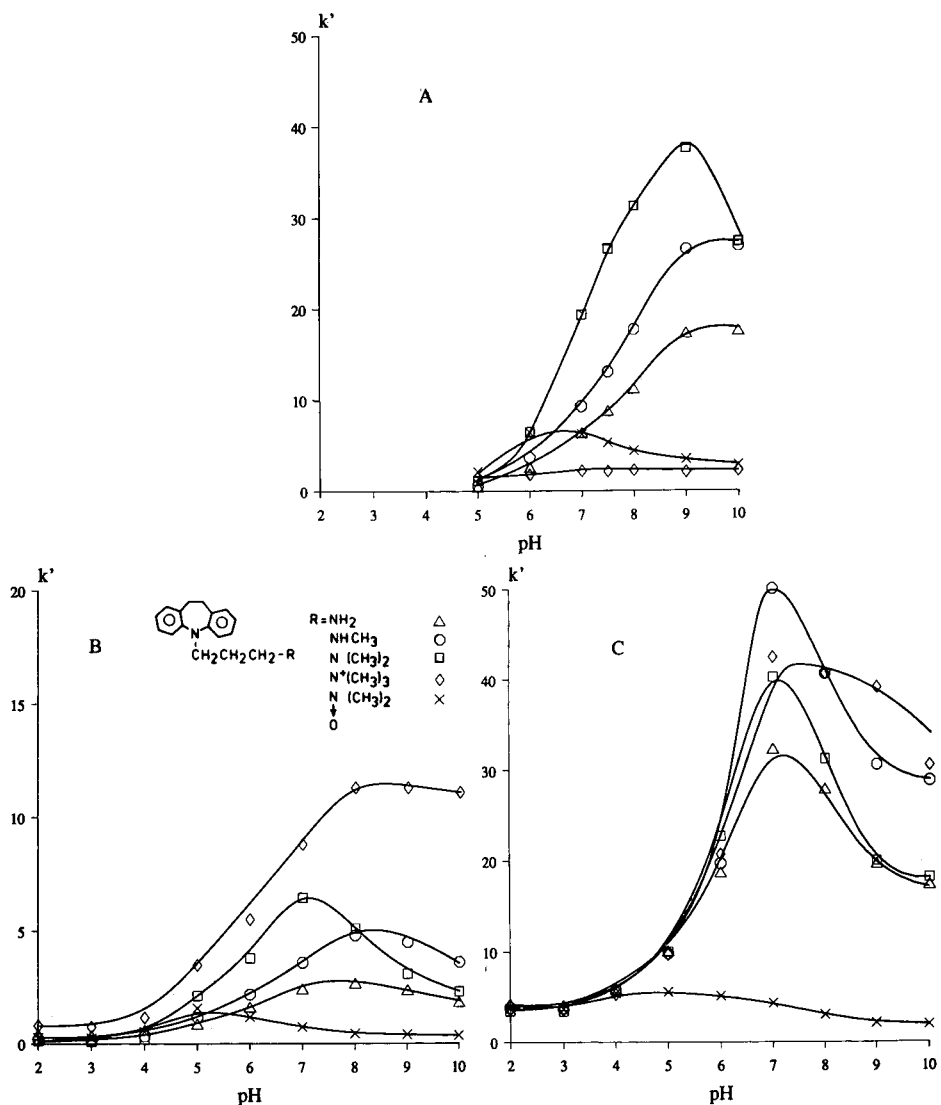 k'
50
A
40
30
20
10
0
2 3 4 5 6 7 8 9 10
pH
k'
20
B
15
10
5
0
N
CH2CH2CH2-R
R=NH2 △
NHCH3 ○
N (CH3)2 □
N+(CH3)3 ◇
N (CH3)2 ×
↓
O
2 3 4 5 6 7 8 9 10
pH
k'
50
C
40
30
20
10
0
2 3 4 5 6 7 8 9 10
pH